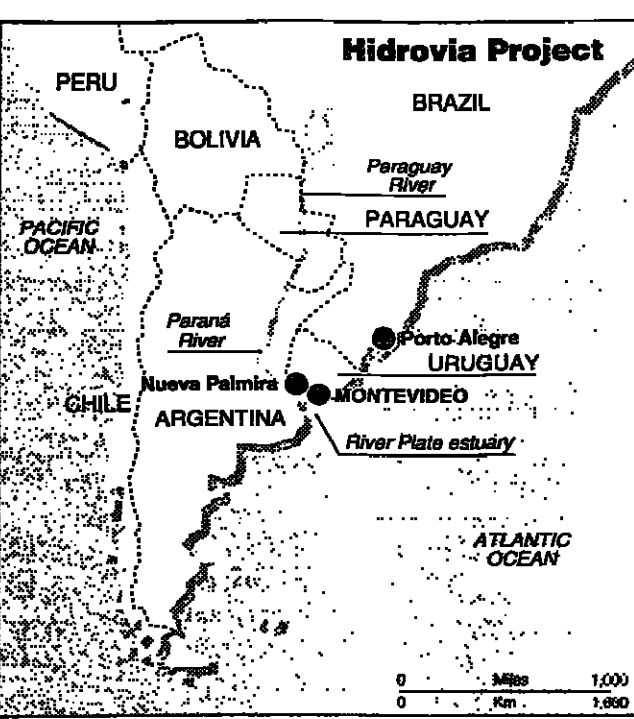 Hidrovia Project
PERU
BRAZIL
BOLIVIA
Paraguay
River
PARAGUAY
PACIFIC
OCEAN
Paraná
River
Porto Alegre
URUGUAY
Nueva Palmira
MONTEVIDEO
CHILE
ARGENTINA
River Plate estuary
ATLANTIC
OCEAN
0 Miles 1,000
0 Km 1,600